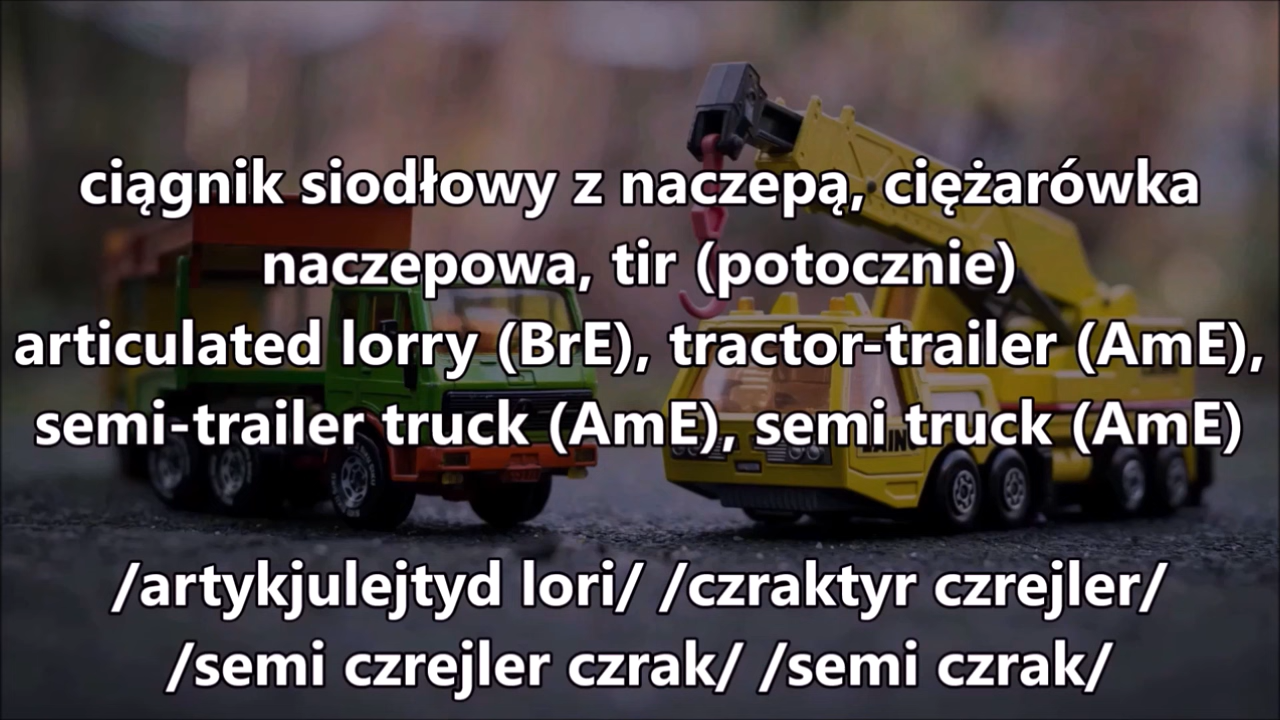 ciągnik siodłowy z naczepą, ciężarówka
naczepowa, tir (potocznie)
articulated lorry (BrE), tractor-trailer (AmE),
semi-trailer truck (AmE), semi truck (AmE)
/artykjulejtyd lori/ /czraktyr czrejler/
/semi czrejler czrak/ /semi czrak/